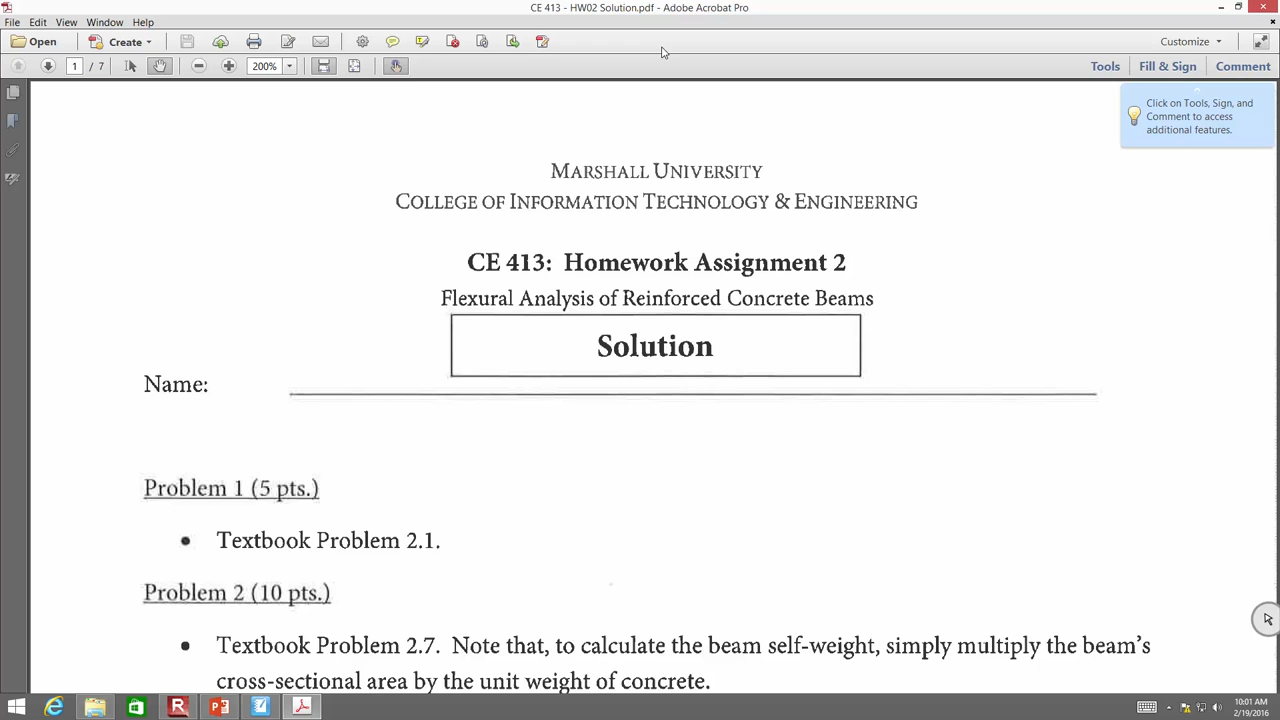 CE 413 - HW02 Solution.pdf - Adobe Acrobat Pro
File Edit View Window Help
Open Create Customize
1 / 7 200% Tools Fill & Sign Comment
Click on Tools, Sign, and
Comment to access
additional features.
MARSHALL UNIVERSITY
COLLEGE OF INFORMATION TECHNOLOGY & ENGINEERING
CE 413: Homework Assignment 2
Flexural Analysis of Reinforced Concrete Beams
Solution
Name:
Problem 1 (5 pts.)
• Textbook Problem 2.1.
Problem 2 (10 pts.)
• Textbook Problem 2.7. Note that, to calculate the beam self-weight, simply multiply the beam's
cross-sectional area by the unit weight of concrete.
10:01 AM
2/19/2016